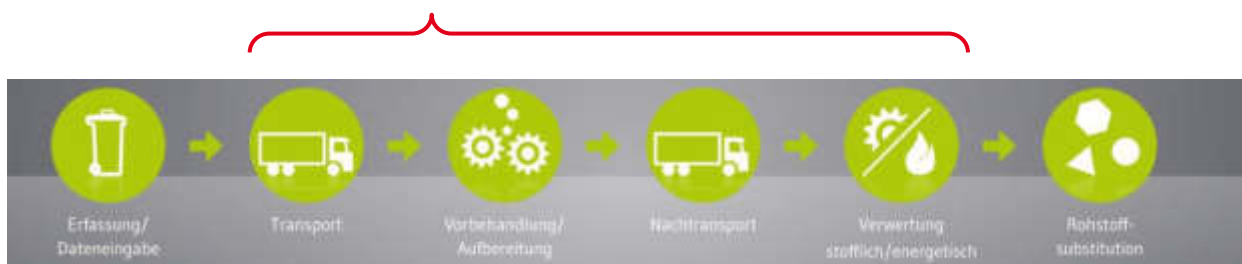 Erfassung/
Dateneingabe
Transport
Vorbehandlung/
Aufbereitung
Nachtransport
Verwertung
stofflich/energetisch
Rohstoff-
substitution